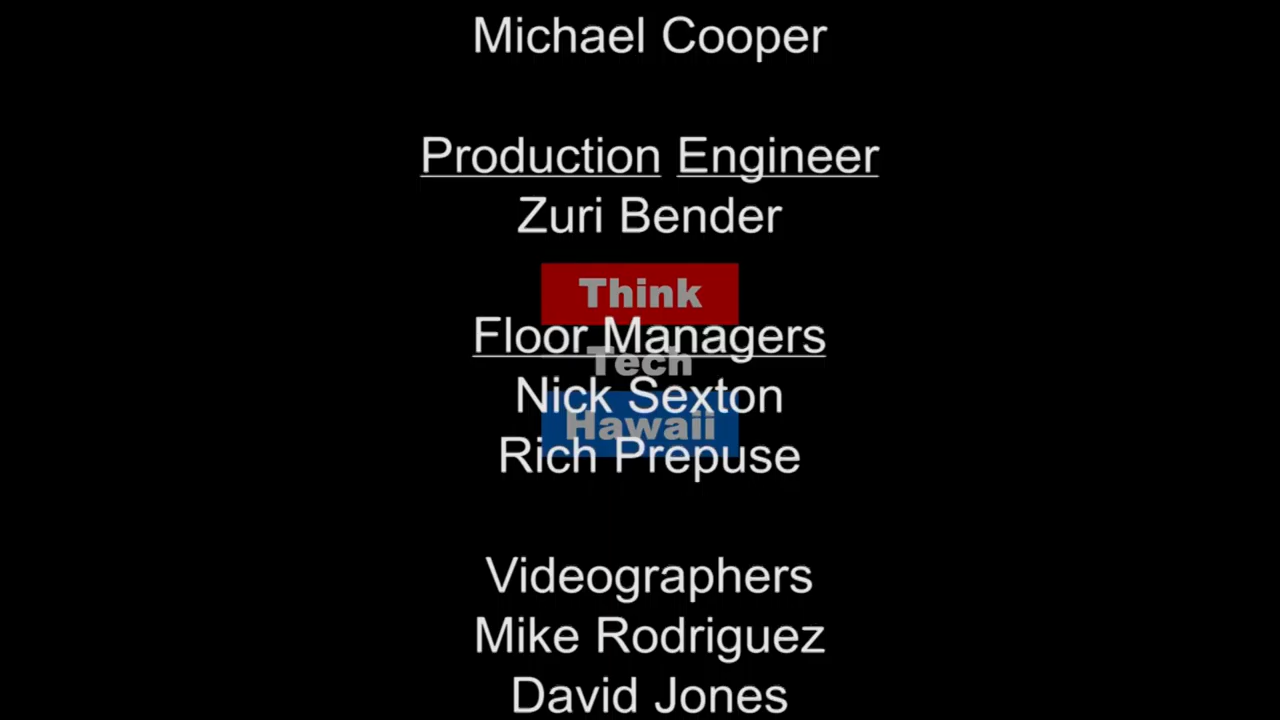 Michael Cooper
Production Engineer
Zuri Bender
Think
Floor Managers
Tech
Nick Sexton
Hawaii
Rich Prepuse
Videographers
Mike Rodriguez
David Jones